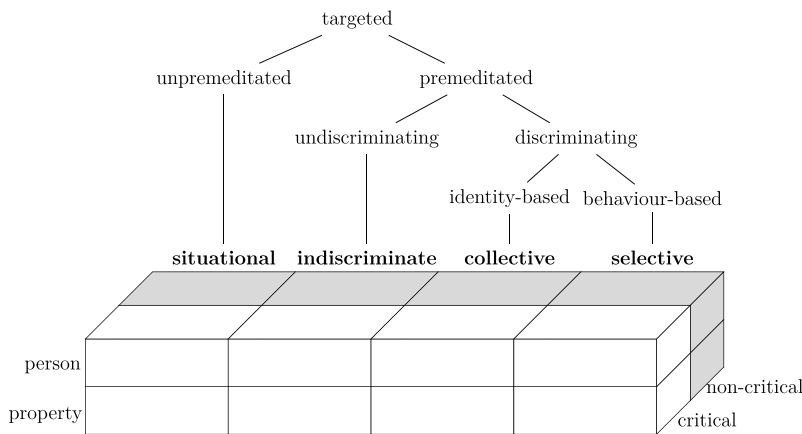 targeted
unpremeditated premeditated
undiscriminating discriminating
identity-based behaviour-based
situational indiscriminate collective selective
person
non-critical
property
critical